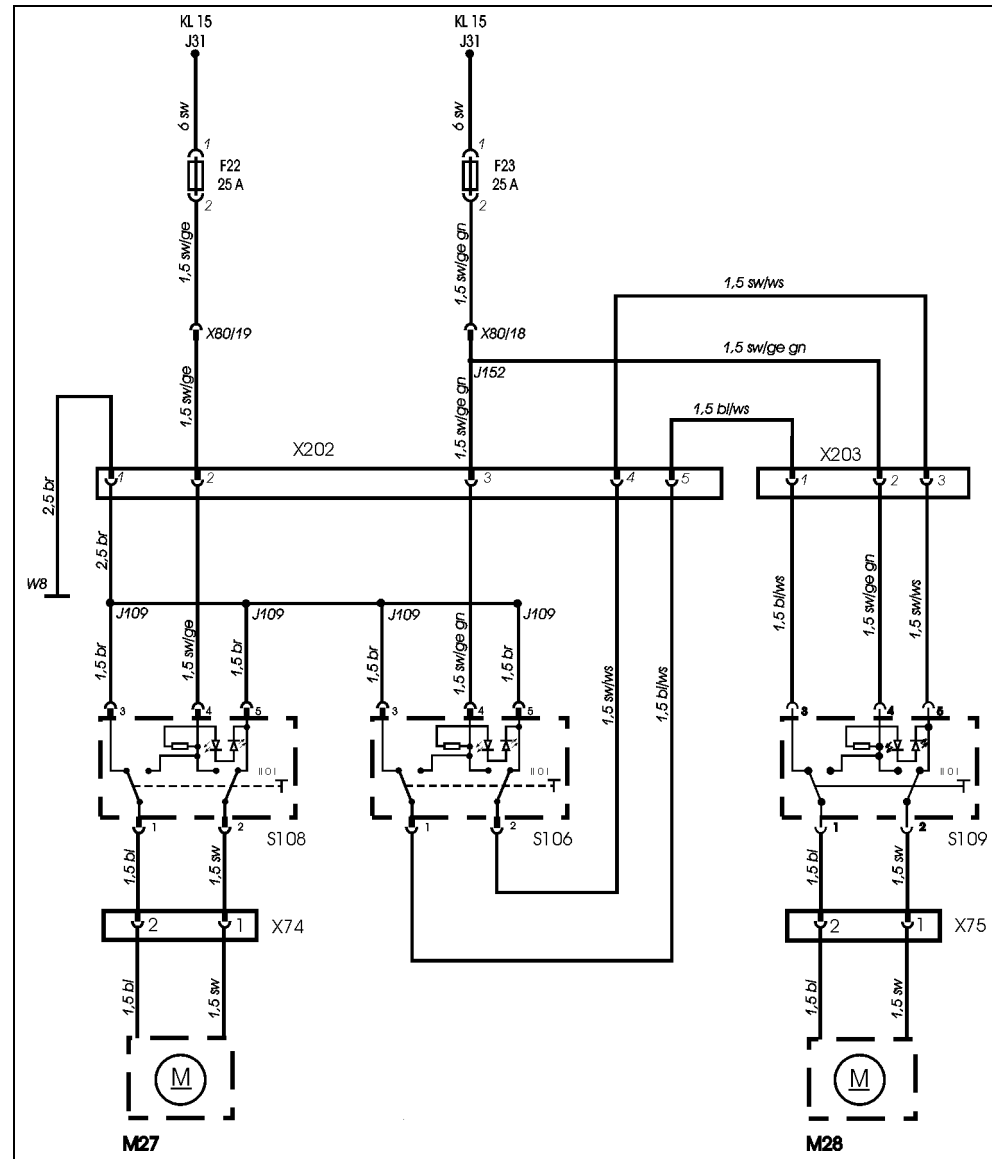 KL 15
J31
KL 15
J31
6 sw
6 sw
1
F22
25 A
2
1
F23
25 A
2
1,5 sw/ge
1,5 sw/ge gn
1,5 sw/ws
X80/19
X80/18
1,5 sw/ge gn
J152
1,5 sw/ge
1,5 sw/ge gn
1,5 bl/ws
X202
X203
1
2
3
4
5
1
2
3
2,5 br
2,5 br
W8
J109
J109
J109
J109
1,5 br
1,5 sw/ge
1,5 br
1,5 br
1,5 sw/ge gn
1,5 br
1,5 sw/ws
1,5 bl/ws
1,5 bl/ws
1,5 sw/ge gn
1,5 sw/ws
3
4
5
3
4
5
3
4
5
II 0 I
II 0 I
II 0 I
1
2
S108
1
2
S106
1
2
S109
1,5 bl
1,5 sw
1,5 bl
1,5 sw
2
1
X74
2
1
X75
1,5 bl
1,5 sw
1,5 bl
1,5 sw
M
M
M27
M28